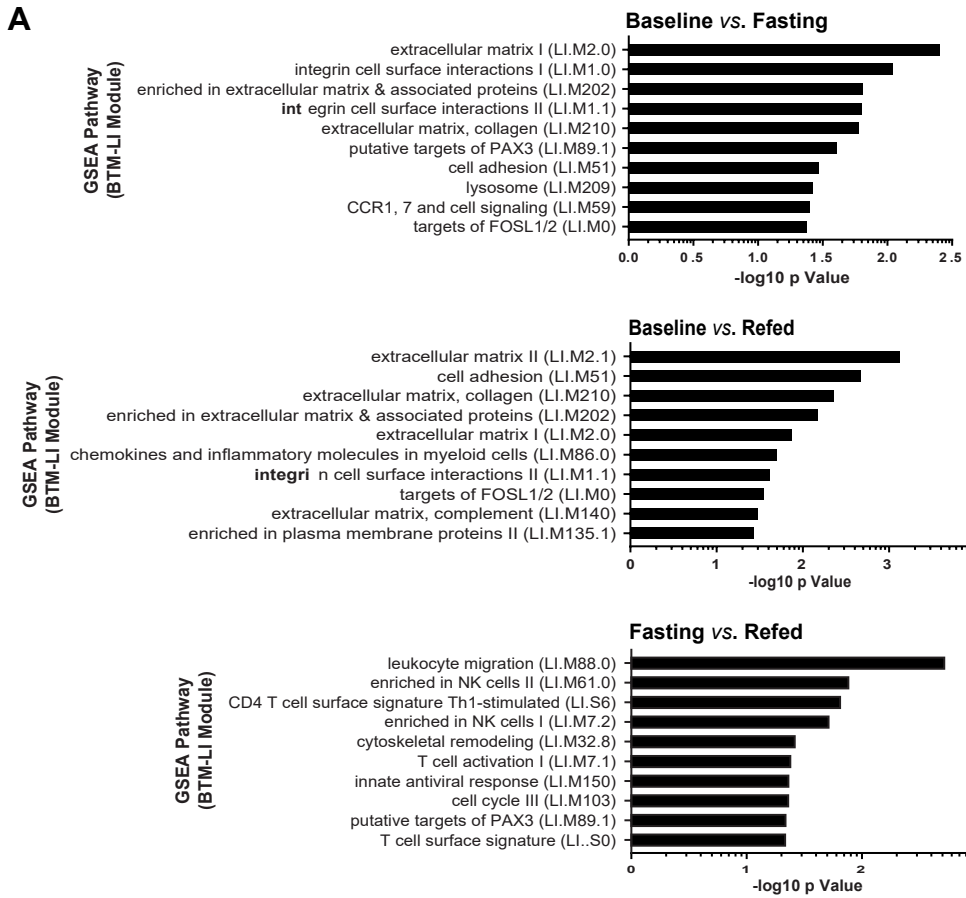 A
Baseline vs. Fasting
GSEA Pathway
(BTM-LI Module)
extracellular matrix I (LI.M2.0)
integrin cell surface interactions I (LI.M1.0)
enriched in extracellular matrix & associated proteins (LI.M202)
int egrin cell surface interactions II (LI.M1.1)
extracellular matrix, collagen (LI.M210)
putative targets of PAX3 (LI.M89.1)
cell adhesion (LI.M51)
lysosome (LI.M209)
CCR1, 7 and cell signaling (LI.M59)
targets of FOSL1/2 (LI.M0)
0.0 0 5 1.0 1.5 2.0 2.5
-log10 p Value
Baseline vs. Refed
GSEA Pathway
(BTM-LI Module)
extracellular matrix II (LI.M2.1)
cell adhesion (LI.M51)
extracellular matrix, collagen (LI.M210)
enriched in extracellular matrix & associated proteins (LI.M202)
extracellular matrix I (LI.M2.0)
chemokines and inflammatory molecules in myeloid cells (LI.M86.0)
integri n cell surface interactions II (LI.M1.1)
targets of FOSL1/2 (LI.M0)
extracellular matrix, complement (LI.M140)
enriched in plasma membrane proteins II (LI.M135.1)
0 1 2 3
-log10 p Value
Fasting vs. Refed
GSEA Pathway
(BTM-LI Module)
leukocyte migration (LI.M88.0)
enriched in NK cells II (LI.M61.0)
CD4 T cell surface signature Th1-stimulated (LI.S6)
enriched in NK cells I (LI.M7.2)
cytoskeletal remodeling (LI.M32.8)
T cell activation I (LI.M7.1)
innate antiviral response (LI.M150)
cell cycle III (LI.M103)
putative targets of PAX3 (LI.M89.1)
T cell surface signature (LI..S0)
0 1 2
-log10 p Value